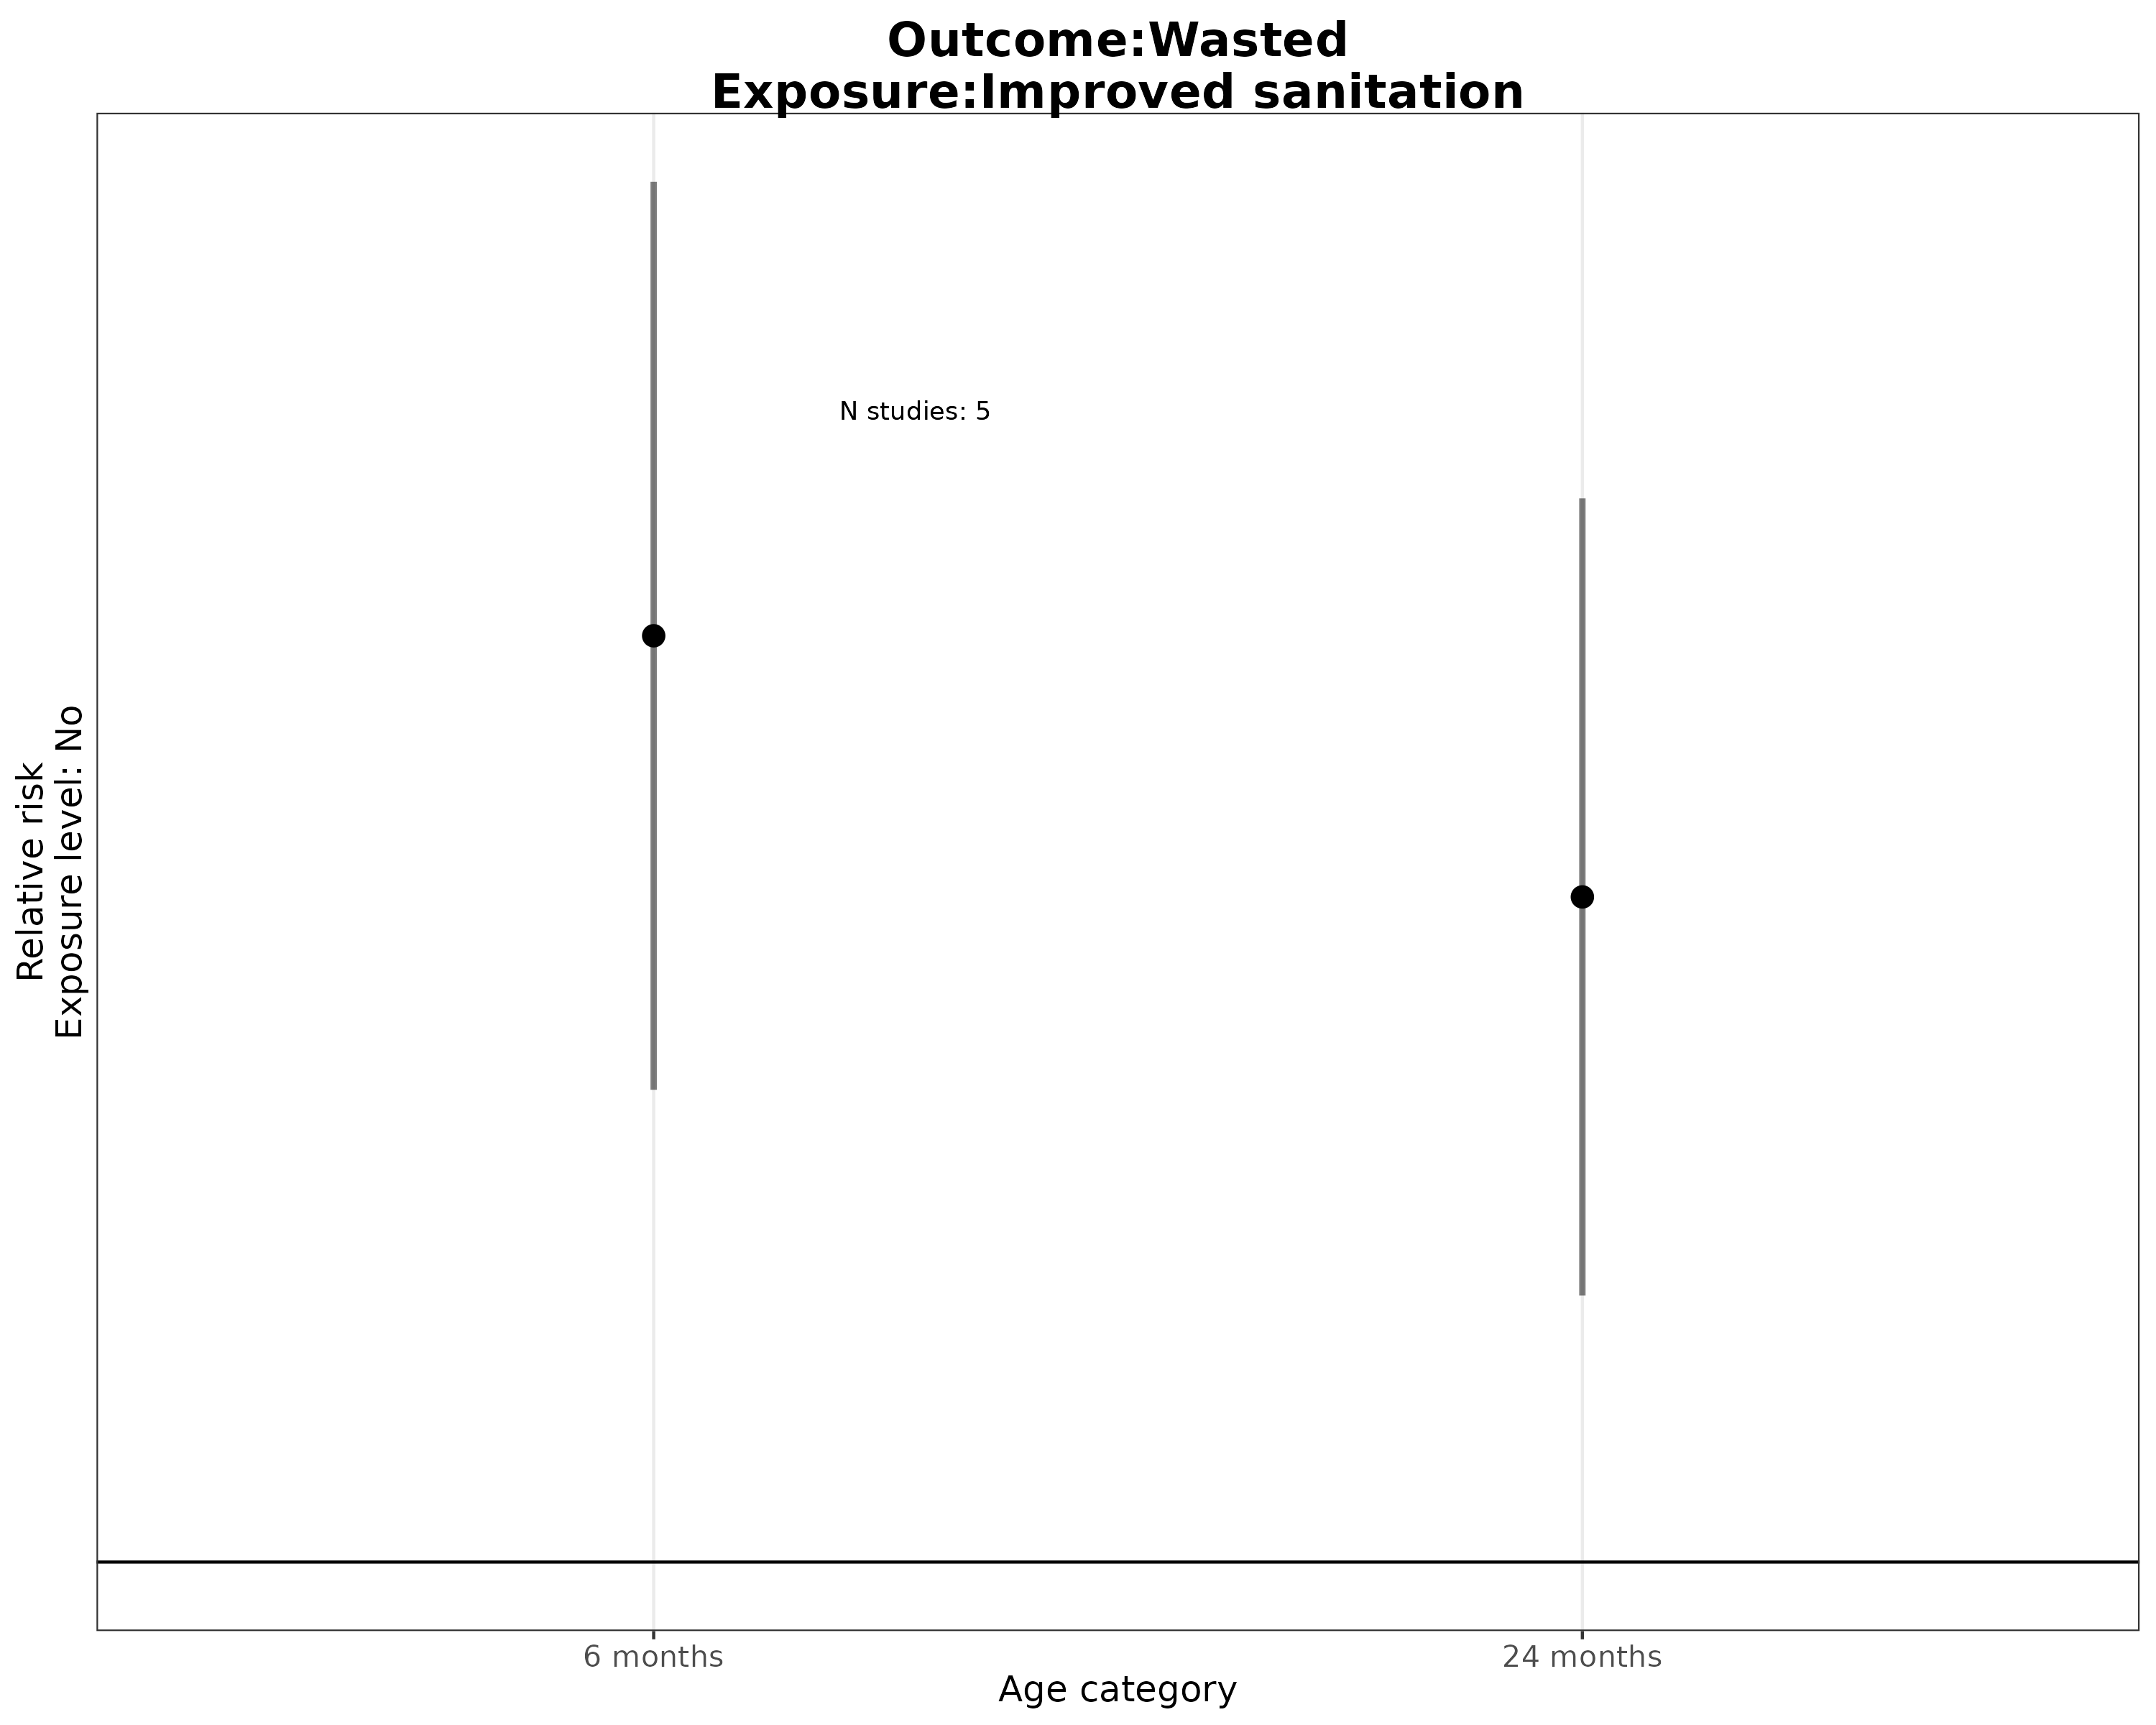 Outcome:Wasted
Exposure:Improved sanitation
N studies: 5
Relative risk
Exposure level: No
6 months
24 months
Age category